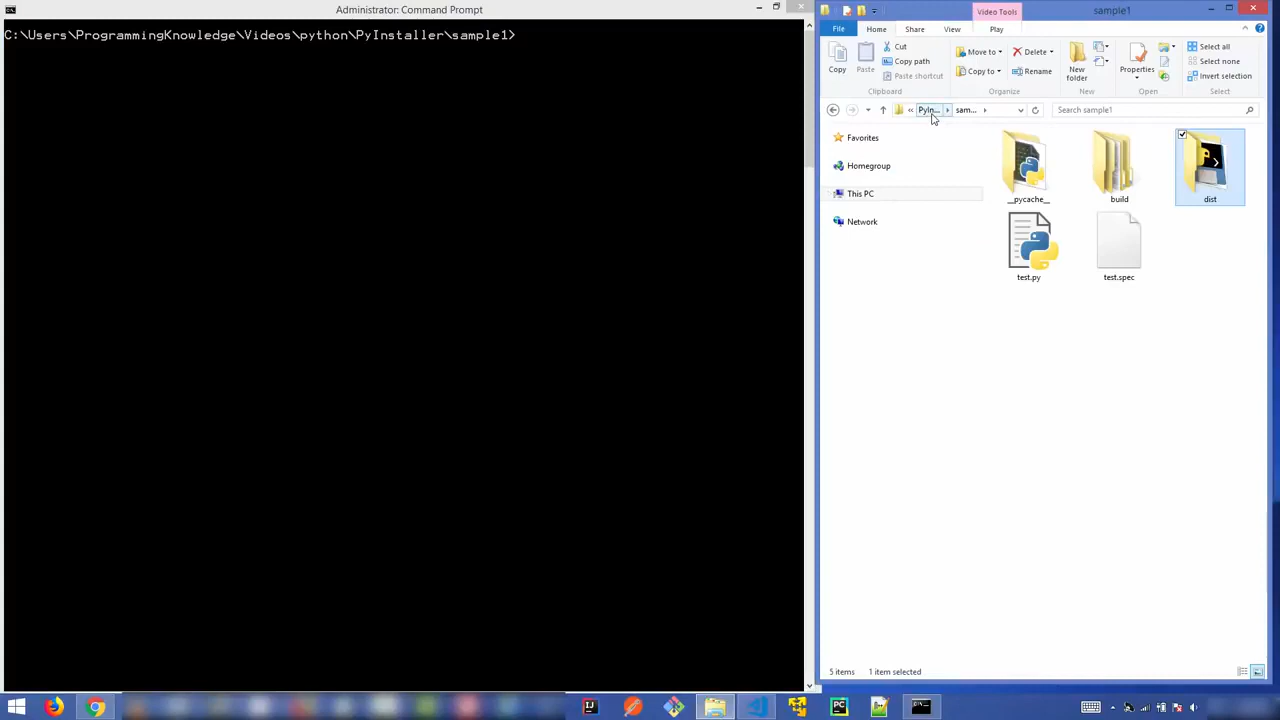 Administrator: Command Prompt
C:\Users\ProgrammingKnowledge\Videos\python\PyInstaller\sample1>
Video Tools
sample1
File
Home
Share
View
Play
Copy
Paste
Cut
Copy path
Paste shortcut
Clipboard
Move to
Copy to
Delete
Rename
Organize
New folder
New
Properties
Open
Select all
Select none
Invert selection
Select
« PyIn... sam...
Search sample1
Favorites
Homegroup
This PC
Network
__pycache__
build
dist
test.py
test.spec
5 items
1 item selected